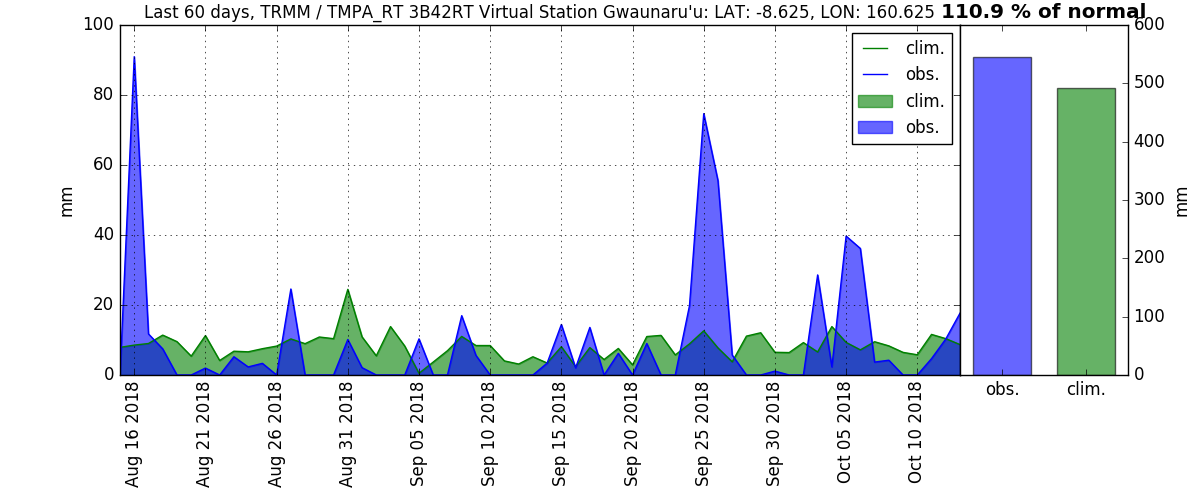 Last 60 days, TRMM / TMPA_RT 3B42RT Virtual Station Gwaunaru'u: LAT: -8.625, LON: 160.625 110.9 % of normal
100
80
60
40
20
0
mm
clim.
obs.
clim.
obs.
600
500
400
300
200
100
0
mm
obs.
clim.
Aug 16 2018
Aug 21 2018
Aug 26 2018
Aug 31 2018
Sep 05 2018
Sep 10 2018
Sep 15 2018
Sep 20 2018
Sep 25 2018
Sep 30 2018
Oct 05 2018
Oct 10 2018